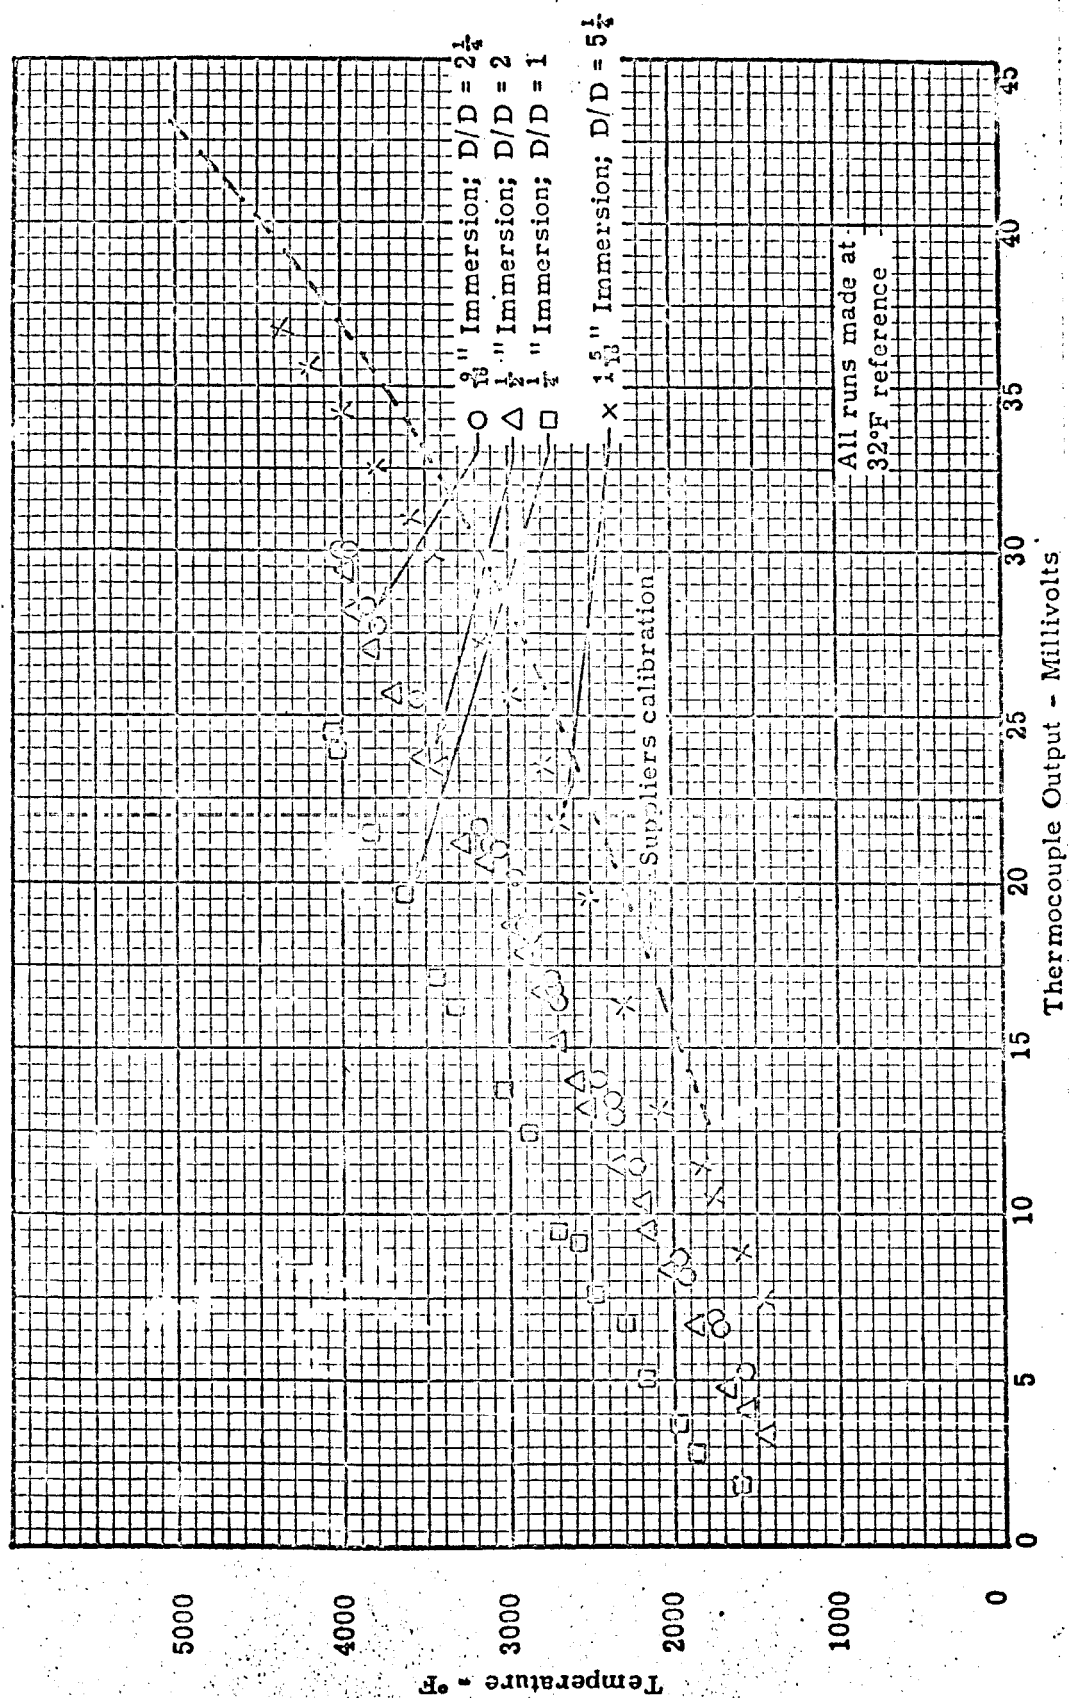 9/16" Immersion; D/D = 2 1/4
1/2" Immersion; D/D = 2
1/4" Immersion; D/D = 1
1 5/16" Immersion; D/D = 5 1/4
Suppliers calibration
All runs made at
32°F reference
Temperature - °F
5000
4000
3000
2000
1000
0
0 5 10 15 20 25 30 35 40 45
Thermocouple Output - Millivolts